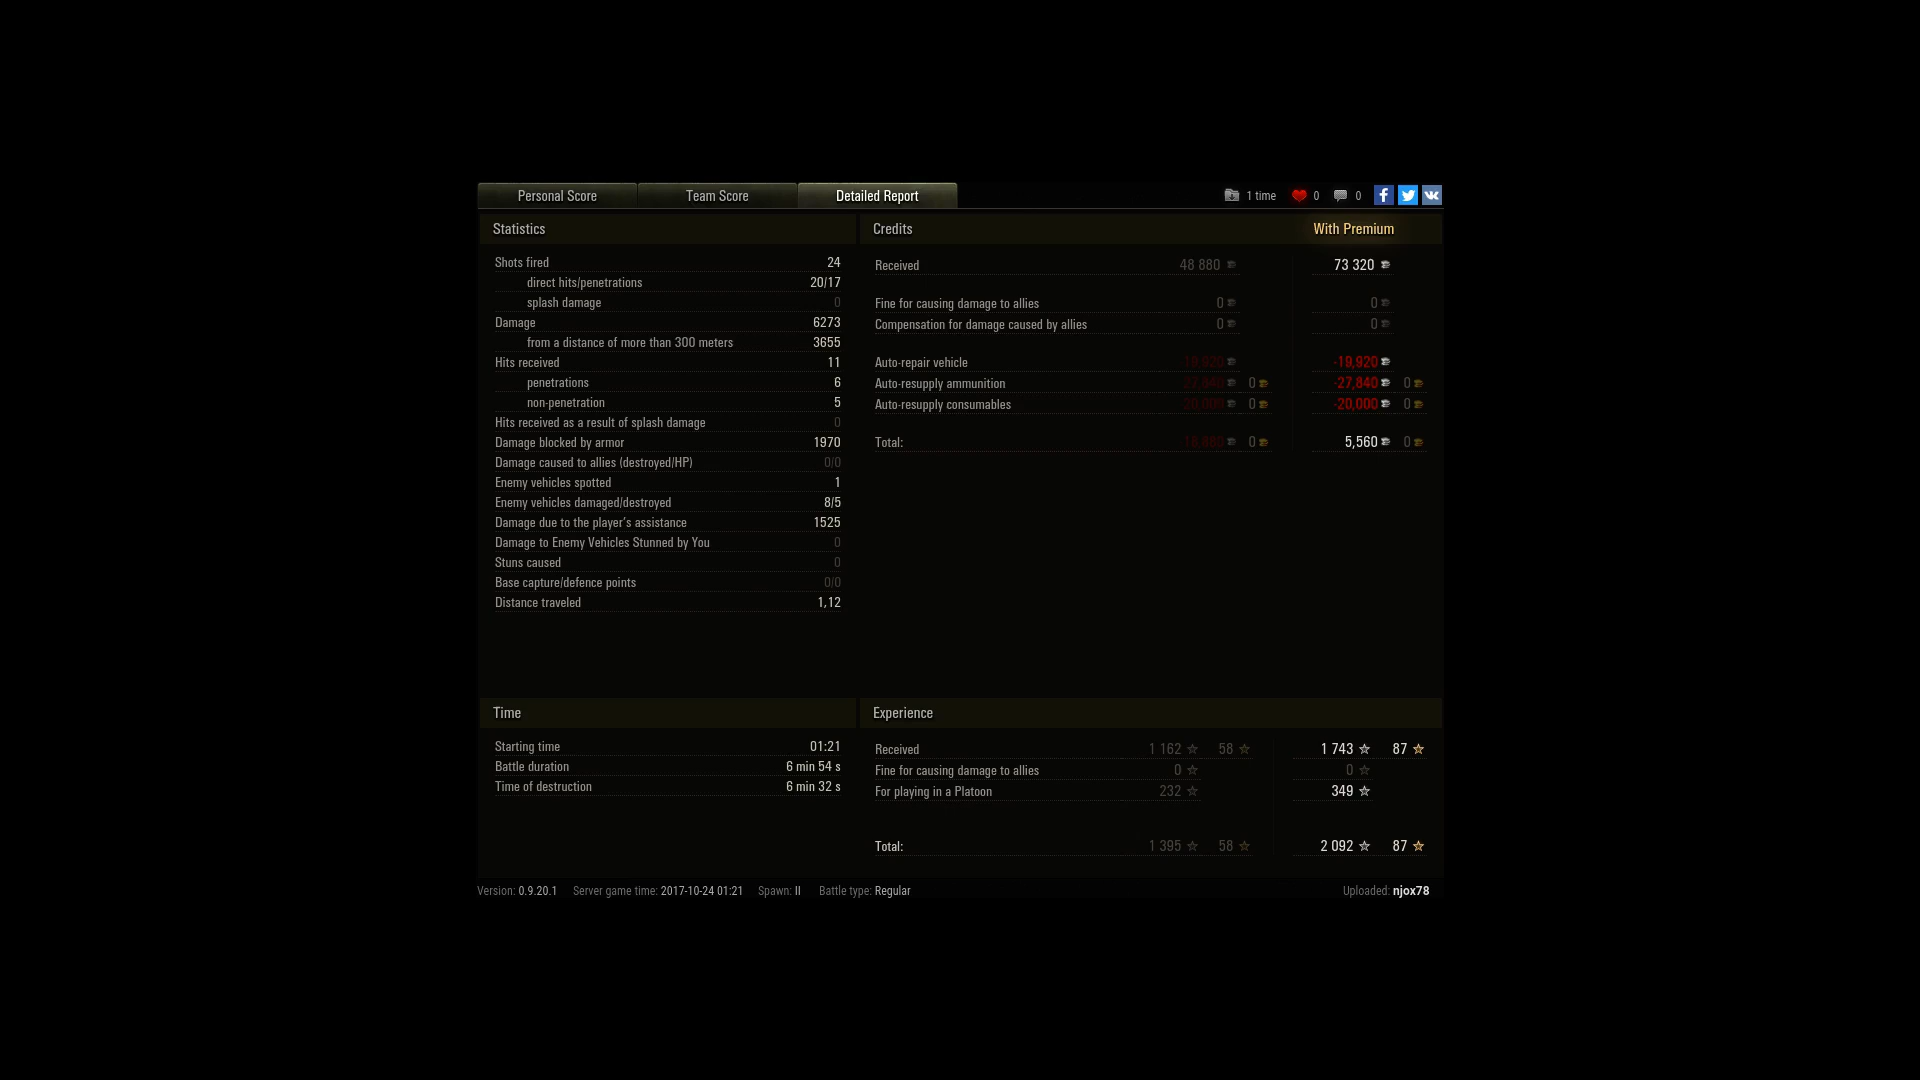 Personal Score Team Score Detailed Report 1 time 0 0
Statistics
Shots fired 24
direct hits/penetrations 20/17
splash damage 0
Damage 6273
from a distance of more than 300 meters 3655
Hits received 11
penetrations 6
non-penetration 5
Hits received as a result of splash damage 0
Damage blocked by armor 1970
Damage caused to allies (destroyed/HP) 0/0
Enemy vehicles spotted 1
Enemy vehicles damaged/destroyed 8/5
Damage due to the player's assistance 1525
Damage to Enemy Vehicles Stunned by You 0
Stuns caused 0
Base capture/defence points 0/0
Distance traveled 1,12
Credits With Premium
Received 48 880 73 320
Fine for causing damage to allies 0 0
Compensation for damage caused by allies 0 0
Auto-repair vehicle 19,920 -19,920
Auto-resupply ammunition 27,840 0 -27,840 0
Auto-resupply consumables 20,000 0 -20,000 0
Total: 18,880 0 5,560 0
Time
Starting time 01:21
Battle duration 6 min 54 s
Time of destruction 6 min 32 s
Experience
Received 1 162 58 1 743 87
Fine for causing damage to allies 0 0
For playing in a Platoon 232 349
Total: 1 395 58 2 092 87
Version: 0.9.20.1 Server game time: 2017-10-24 01:21 Spawn: II Battle type: Regular Uploaded: njox78